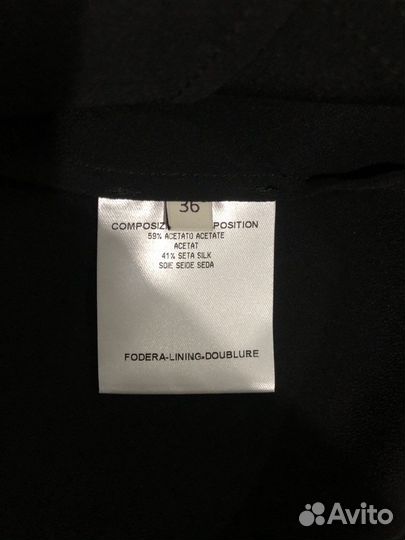 36
COMPOSIZ POSITION
59% ACETATO ACETATE
ACETAT
41% SETA SILK
SOIE SEIDE SEDA
FODERA-LINING-DOUBLURE
Avito